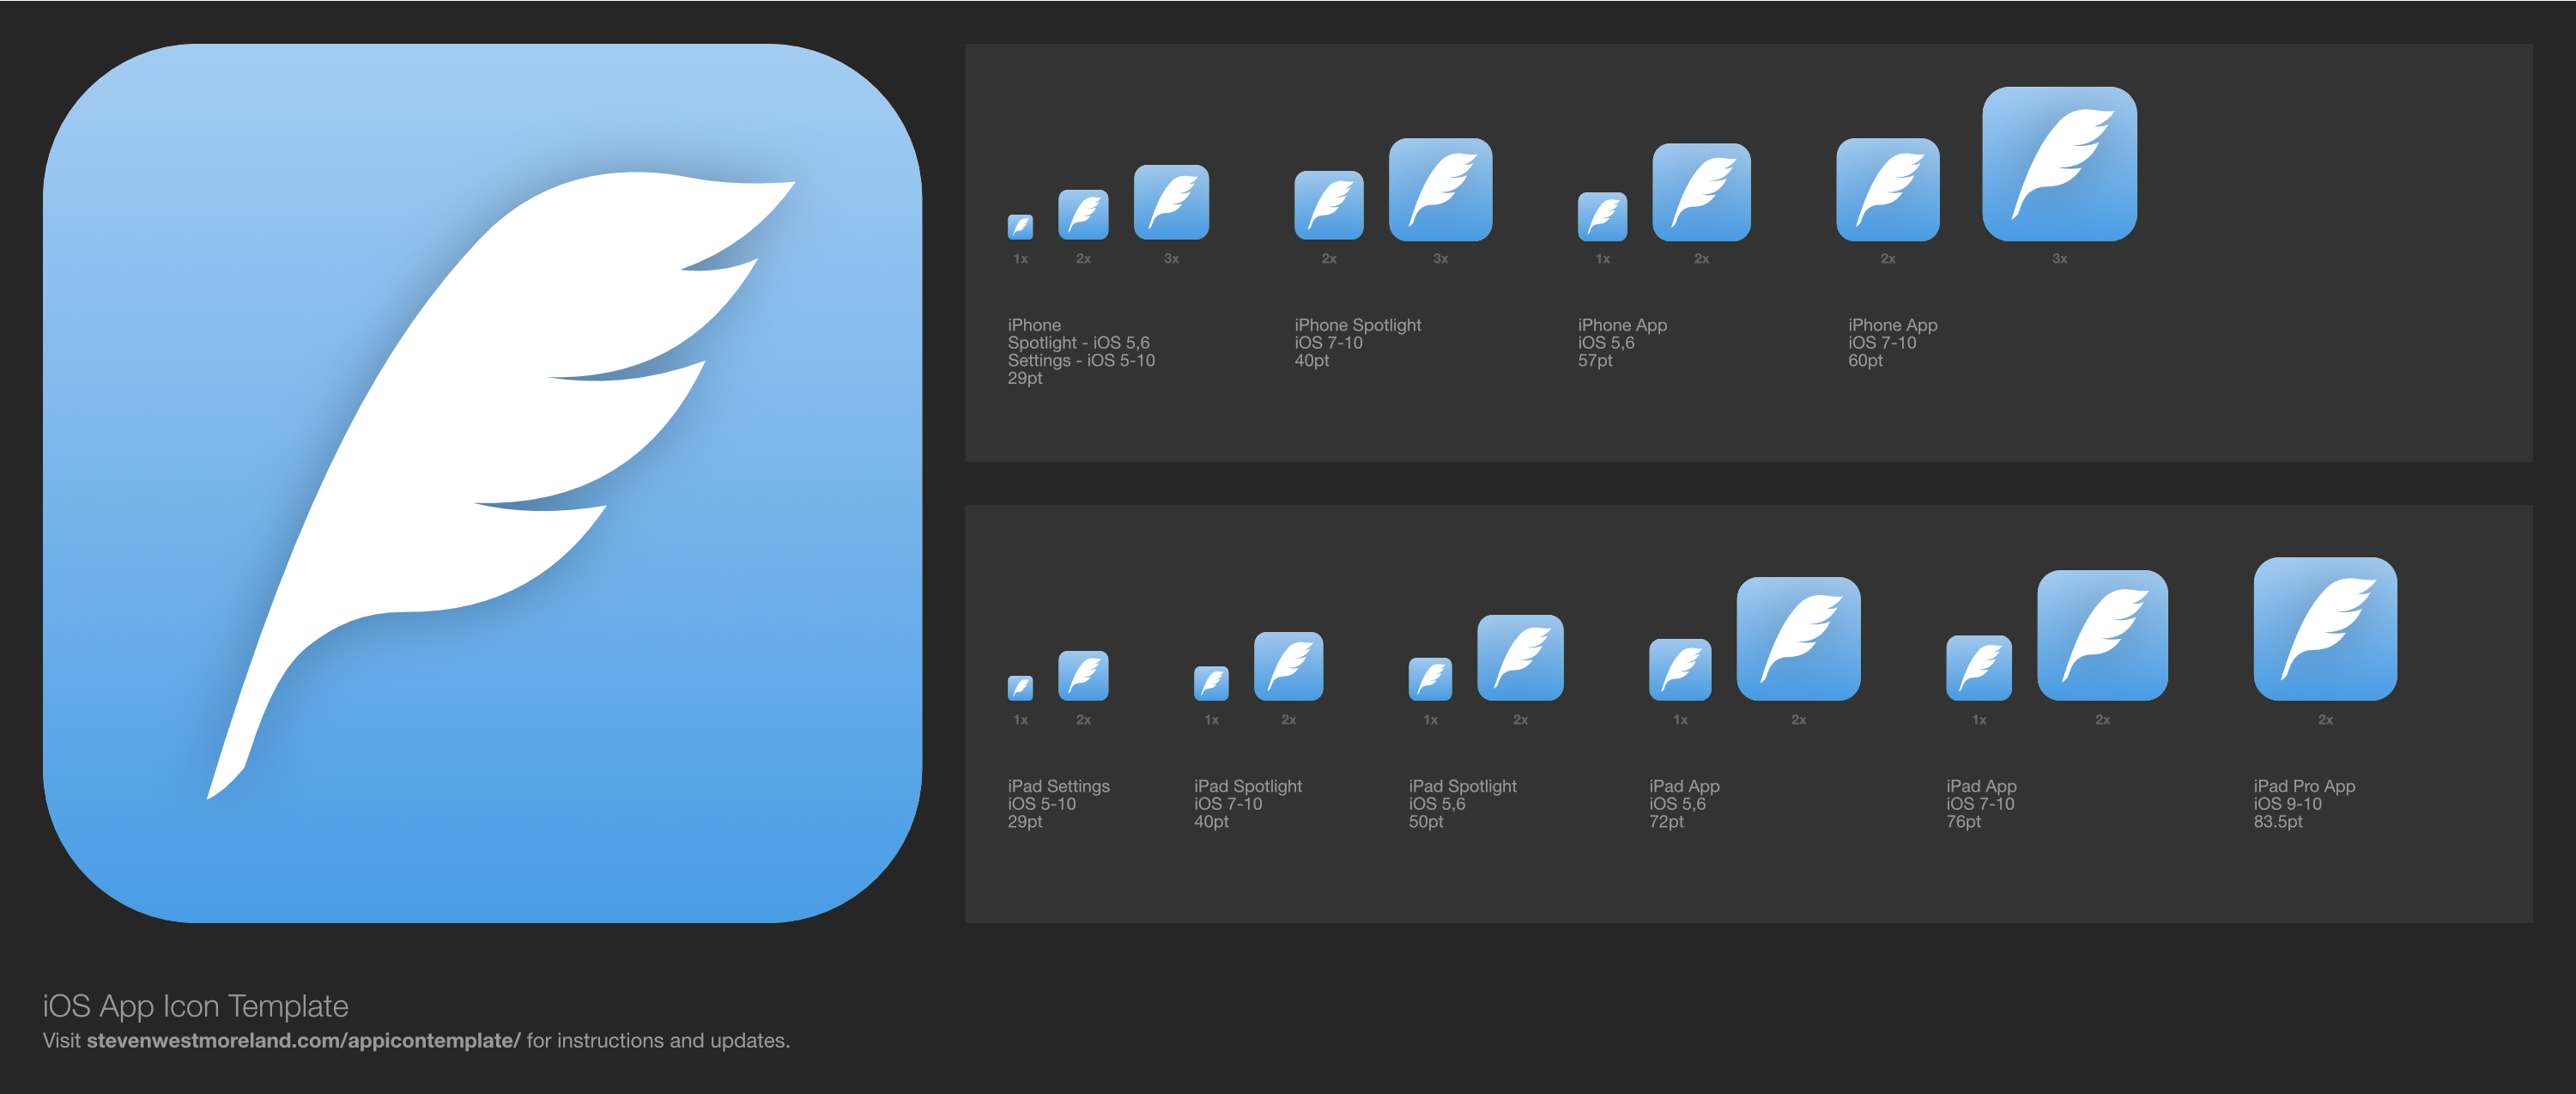 1x 2x 3x 2x 3x 1x 2x 2x 3x
iPhone
Spotlight - iOS 5,6
Settings - iOS 5-10
29pt
iPhone Spotlight
iOS 7-10
40pt
iPhone App
iOS 5,6
57pt
iPhone App
iOS 7-10
60pt
1x 2x 1x 2x 1x 2x 1x 2x 1x 2x 2x
iPad Settings
iOS 5-10
29pt
iPad Spotlight
iOS 7-10
40pt
iPad Spotlight
iOS 5,6
50pt
iPad App
iOS 5,6
72pt
iPad App
iOS 7-10
76pt
iPad Pro App
iOS 9-10
83.5pt
iOS App Icon Template
Visit stevenwestmoreland.com/appicontemplate/ for instructions and updates.